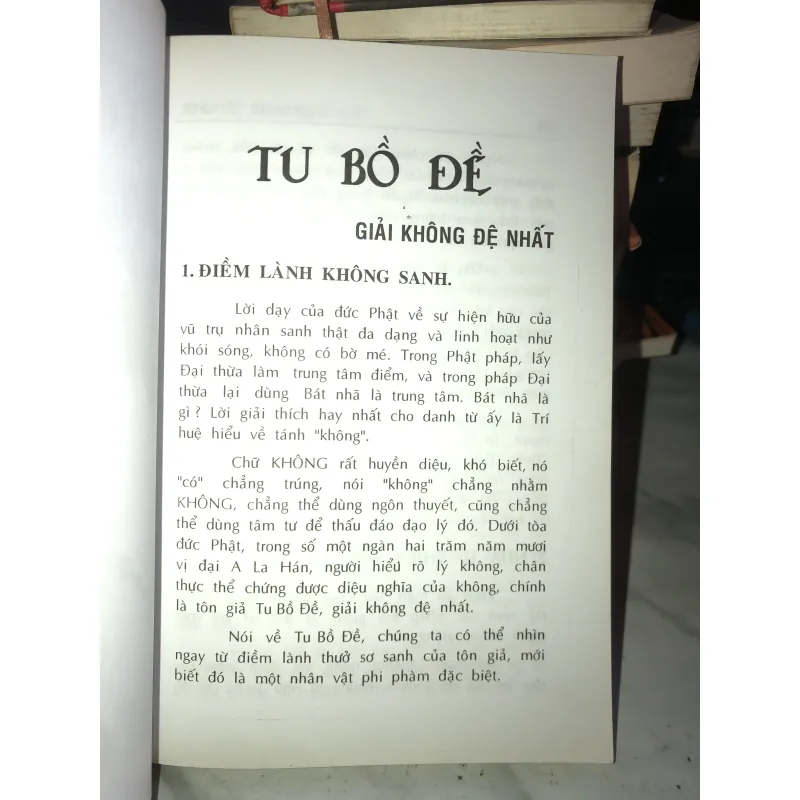 TU BỒ ĐỀ
GIẢI KHÔNG ĐỆ NHẤT
1. ĐIỀM LÀNH KHÔNG SANH.
Lời dạy của đức Phật về sự hiện hữu của
vũ trụ nhân sanh thật đa dạng và linh hoạt như
khói sóng, không có bờ mé. Trong Phật pháp, lấy
Đại thừa làm trung tâm điểm, và trong pháp Đại
thừa lại dùng Bát nhã là trung tâm. Bát nhã là
gì ? Lời giải thích hay nhất cho danh từ ấy là Trí
huệ hiểu về tánh "không".
Chữ KHÔNG rất huyền diệu, khó biết, nó
"có" chẳng trúng, nói "không" chẳng nhằm
KHÔNG, chẳng thể dùng ngôn thuyết, cũng chẳng
thể dùng tâm tư để thấu đáo đạo lý đó. Dưới tòa
đức Phật, trong số một ngàn hai trăm năm mươi
vị đại A La Hán, người hiểu rõ lý không, chân
thực thể chứng được diệu nghĩa của không, chính
là tôn giả Tu Bồ Đề, giải không đệ nhất.
Nói về Tu Bồ Đề, chúng ta có thể nhìn
ngay từ điềm lành thưở sơ sanh của tôn giả, mới
biết đó là một nhân vật phi phàm đặc biệt.